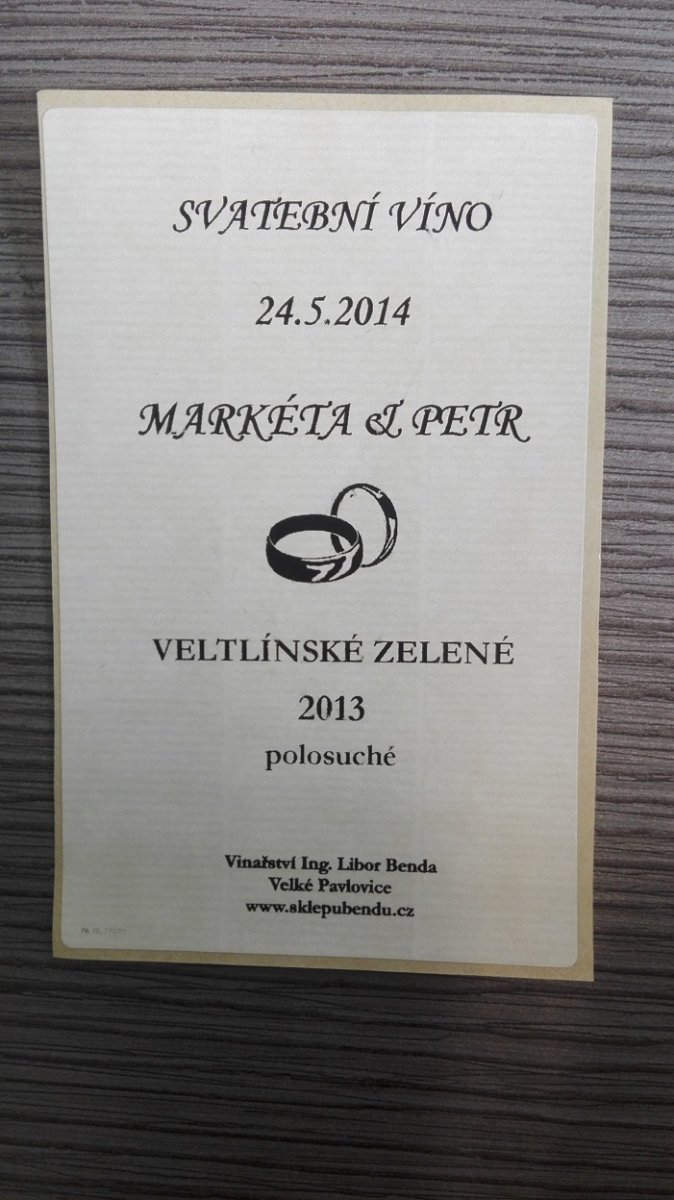 SVATEBNÍ VÍNO
24.5.2014
MARKÉTA & PETR
VELTLÍNSKÉ ZELENÉ
2013
polosuché
Vinařství Ing. Libor Benda
Velké Pavlovice
www.sklepubendu.cz